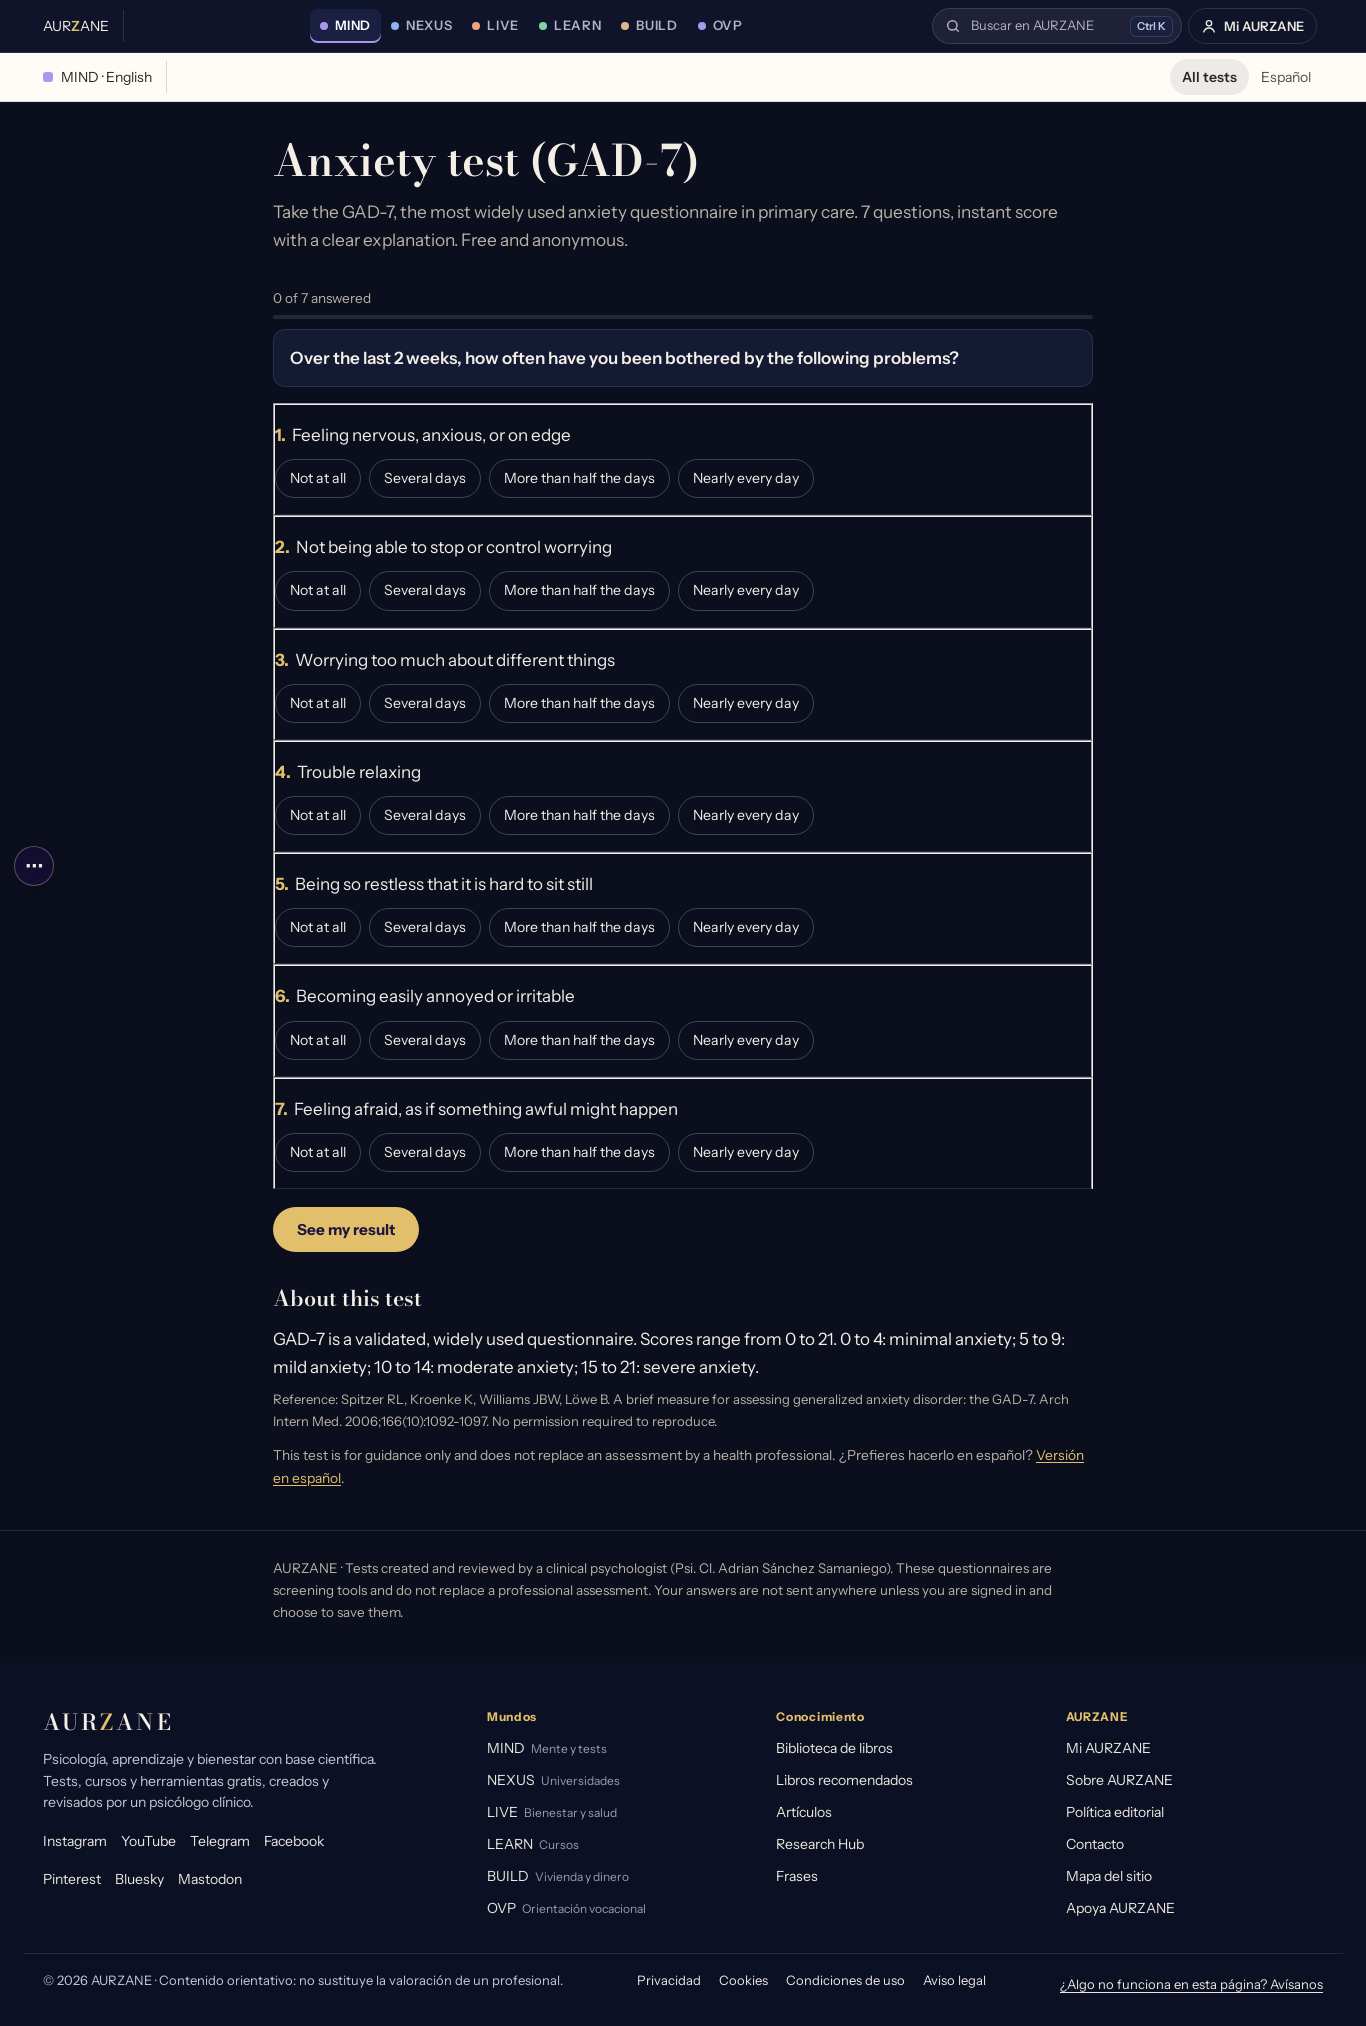 AURZANE
MIND
NEXUS
LIVE
LEARN
BUILD
OVP
Buscar en AURZANE
Ctrl K
Mi AURZANE
MIND · English
All tests
Español
Anxiety test (GAD-7)
Take the GAD-7, the most widely used anxiety questionnaire in primary care. 7 questions, instant score
with a clear explanation. Free and anonymous.
0 of 7 answered
Over the last 2 weeks, how often have you been bothered by the following problems?
1. Feeling nervous, anxious, or on edge
Not at all
Several days
More than half the days
Nearly every day
2. Not being able to stop or control worrying
Not at all
Several days
More than half the days
Nearly every day
3. Worrying too much about different things
Not at all
Several days
More than half the days
Nearly every day
4. Trouble relaxing
Not at all
Several days
More than half the days
Nearly every day
5. Being so restless that it is hard to sit still
Not at all
Several days
More than half the days
Nearly every day
6. Becoming easily annoyed or irritable
Not at all
Several days
More than half the days
Nearly every day
7. Feeling afraid, as if something awful might happen
Not at all
Several days
More than half the days
Nearly every day
See my result
About this test
GAD-7 is a validated, widely used questionnaire. Scores range from 0 to 21. 0 to 4: minimal anxiety; 5 to 9:
mild anxiety; 10 to 14: moderate anxiety; 15 to 21: severe anxiety.
Reference: Spitzer RL, Kroenke K, Williams JBW, Löwe B. A brief measure for assessing generalized anxiety disorder: the GAD-7. Arch
Intern Med. 2006;166(10):1092-1097. No permission required to reproduce.
This test is for guidance only and does not replace an assessment by a health professional. ¿Prefieres hacerlo en español? Versión
en español.
AURZANE · Tests created and reviewed by a clinical psychologist (Psi. Cl. Adrian Sánchez Samaniego). These questionnaires are
screening tools and do not replace a professional assessment. Your answers are not sent anywhere unless you are signed in and
choose to save them.
AURZANE
Psicología, aprendizaje y bienestar con base científica.
Tests, cursos y herramientas gratis, creados y
revisados por un psicólogo clínico.
Instagram
YouTube
Telegram
Facebook
Pinterest
Bluesky
Mastodon
Mundos
MIND Mente y tests
NEXUS Universidades
LIVE Bienestar y salud
LEARN Cursos
BUILD Vivienda y dinero
OVP Orientación vocacional
Conocimiento
Biblioteca de libros
Libros recomendados
Artículos
Research Hub
Frases
AURZANE
Mi AURZANE
Sobre AURZANE
Política editorial
Contacto
Mapa del sitio
Apoya AURZANE
© 2026 AURZANE · Contenido orientativo: no sustituye la valoración de un profesional.
Privacidad
Cookies
Condiciones de uso
Aviso legal
¿Algo no funciona en esta página? Avísanos